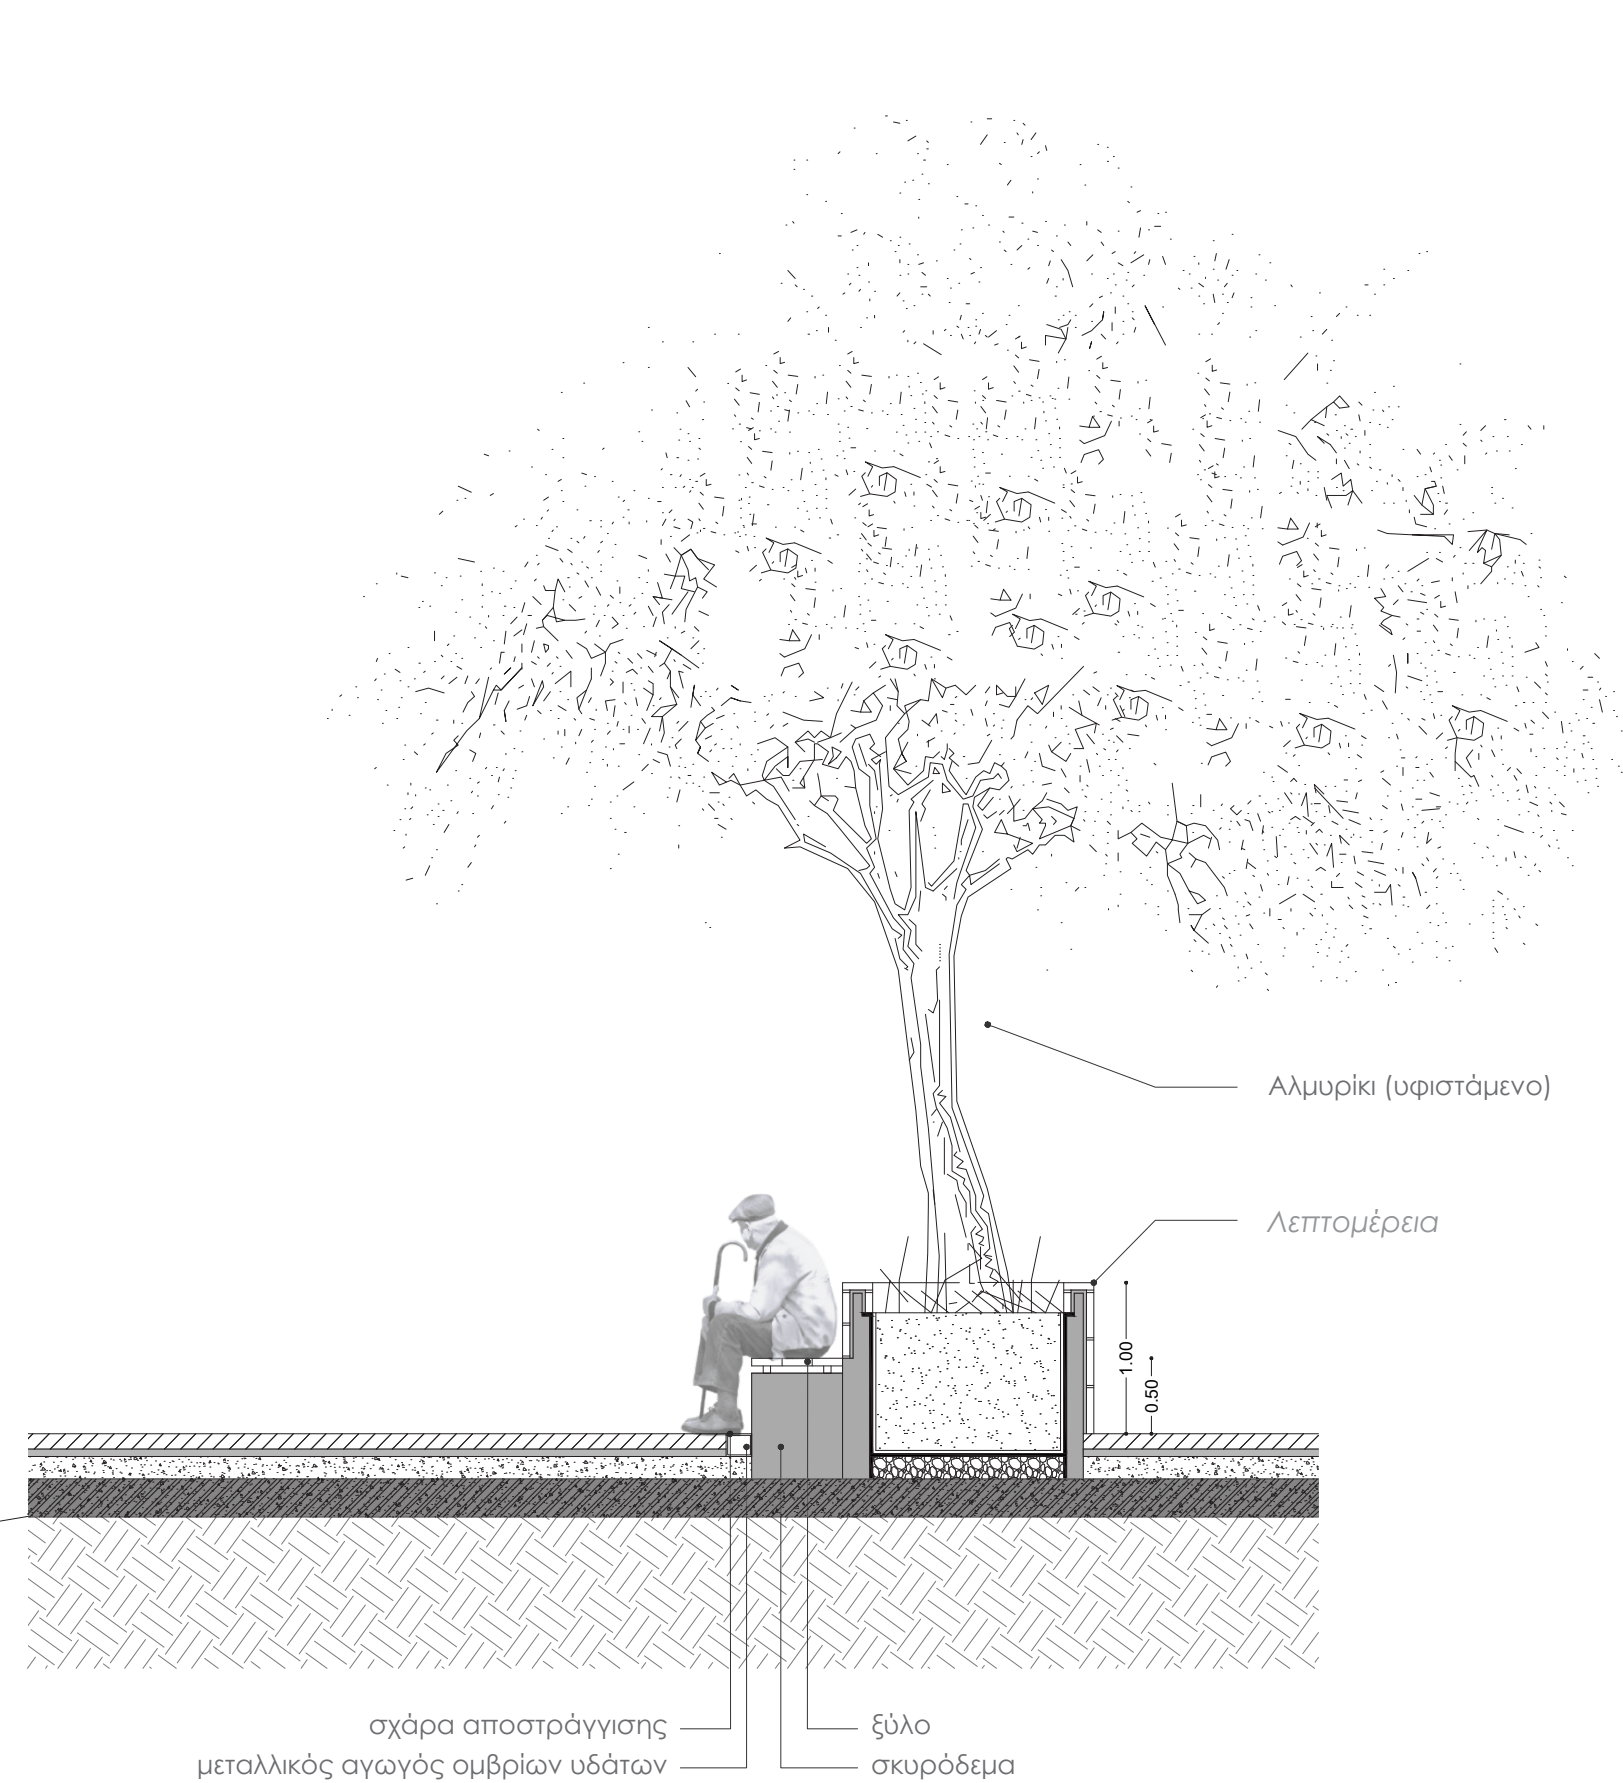 Αλμυρίκι (υφιστάμενο)
Λεπτομέρεια
1.00
0.50
σχάρα αποστράγγισης
ξύλο
μεταλλικός αγωγός ομβρίων υδάτων
σκυρόδεμα